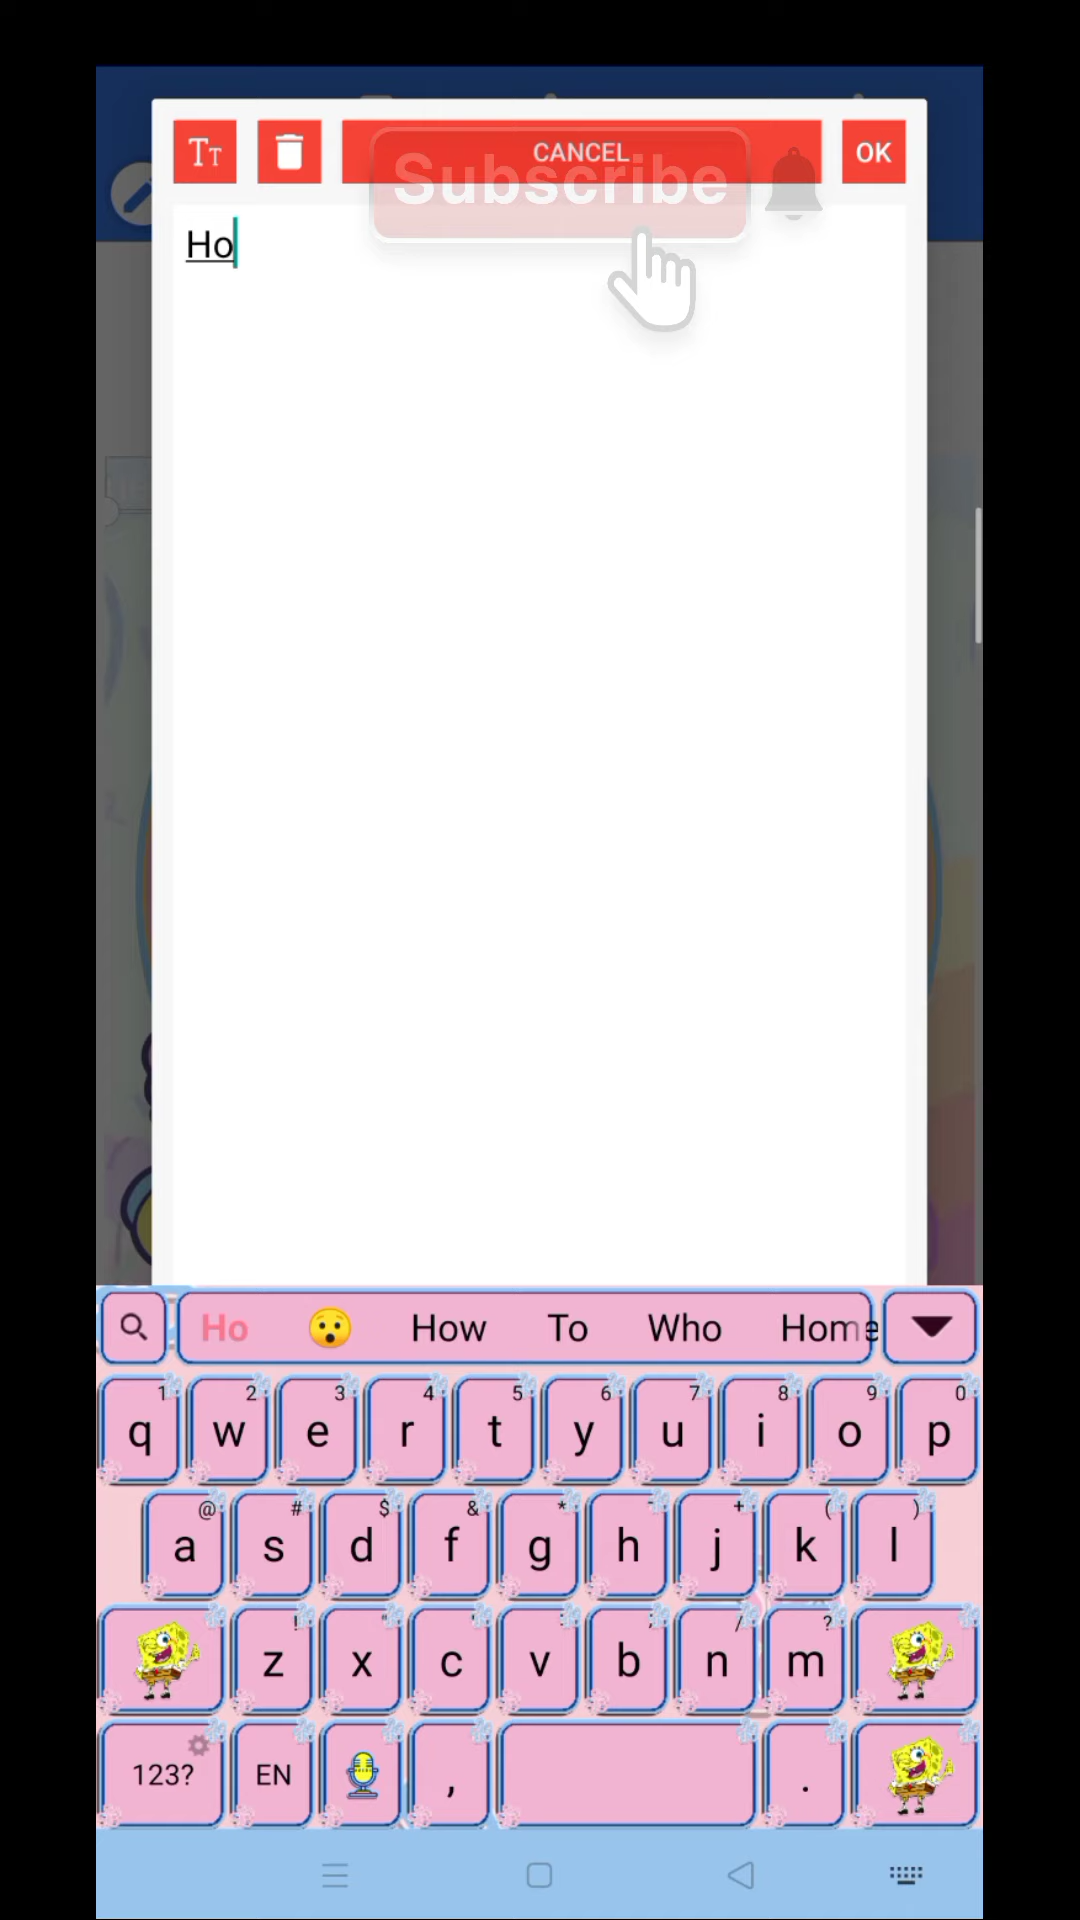 Tt
CANCEL
OK
Subscribe
Ho
Ho 😯 How To Who Home
1 2 3 4 5 6 7 8 9 0
q w e r t y u i o p
@ # $ & * - + ( )
a s d f g h j k l
! " ' : ; / ?
z x c v b n m
123? EN , .